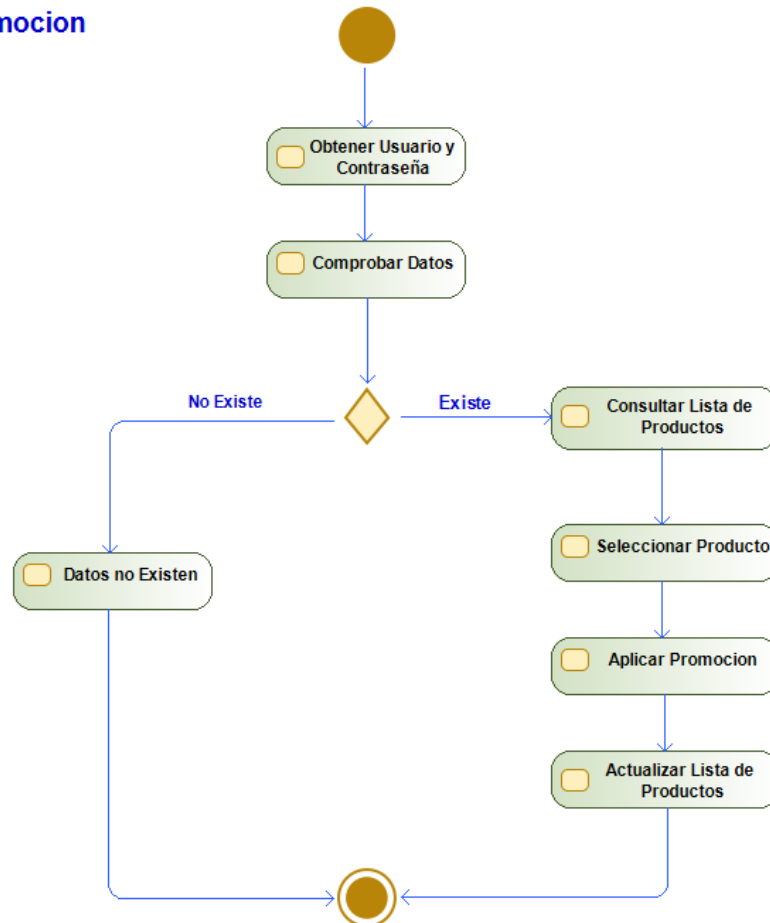 mocion
Obtener Usuario y
Contraseña
Comprobar Datos
No Existe
Existe
Consultar Lista de
Productos
Datos no Existen
Seleccionar Producto
Aplicar Promocion
Actualizar Lista de
Productos